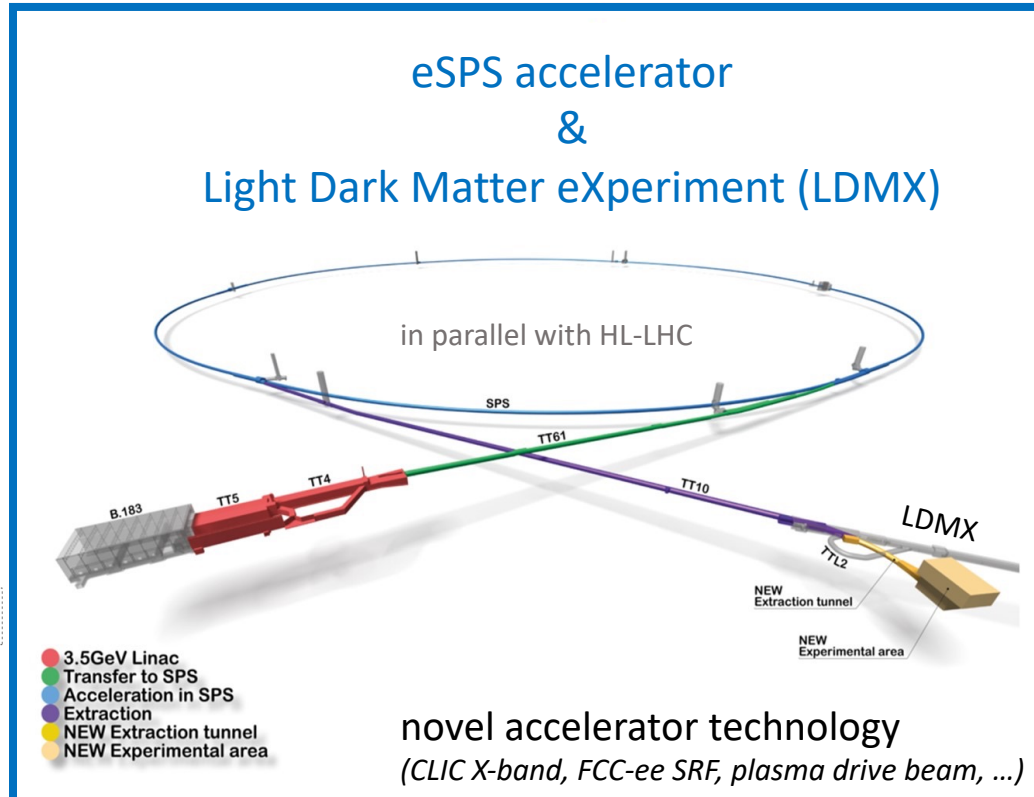 eSPS accelerator
&
Light Dark Matter eXperiment (LDMX)
in parallel with HL-LHC
SPS
TT61
TT4
TT5
B.183
TT10
LDMX
TTL2
NEW
Extraction tunnel
NEW
Experimental area
3.5GeV Linac
Transfer to SPS
Acceleration in SPS
Extraction
NEW Extraction tunnel
NEW Experimental area
novel accelerator technology
(CLIC X-band, FCC-ee SRF, plasma drive beam, ...)